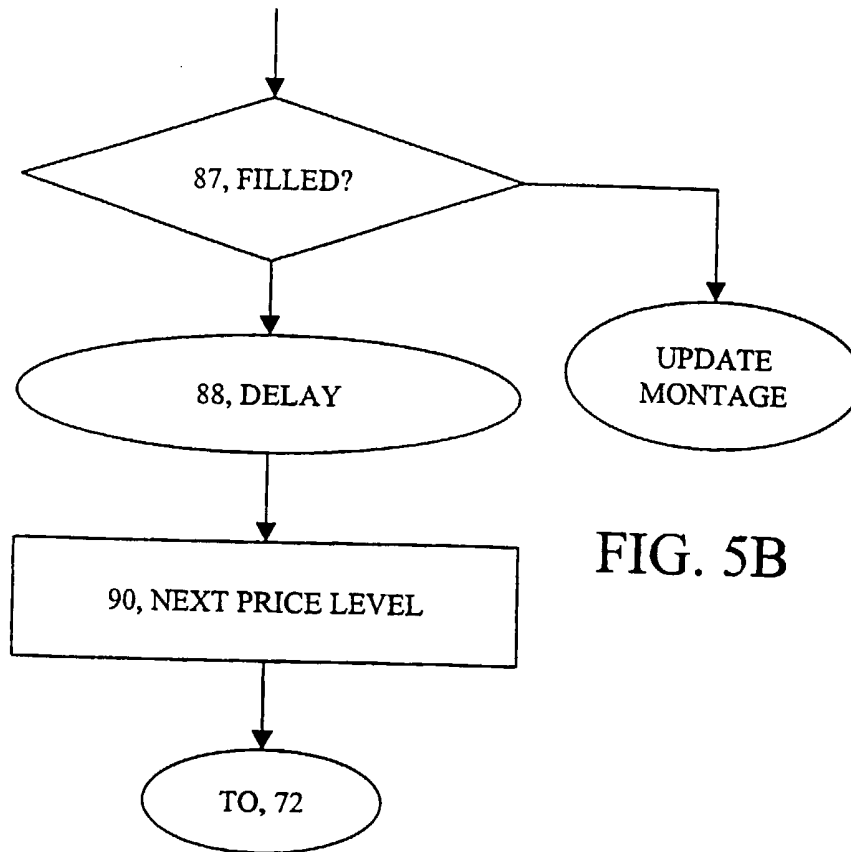 87, FILLED?
88, DELAY
UPDATE
MONTAGE
90, NEXT PRICE LEVEL
FIG. 5B
TO, 72